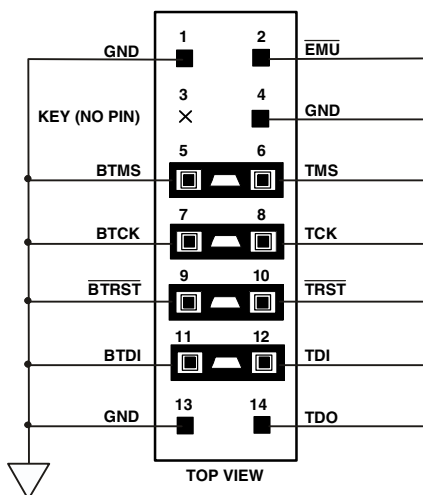 1 2
GND EMU
3 4
KEY (NO PIN) GND
5 6
BTMS TMS
7 8
BTCK TCK
9 10
BTRST TRST
11 12
BTDI TDI
13 14
GND TDO
TOP VIEW